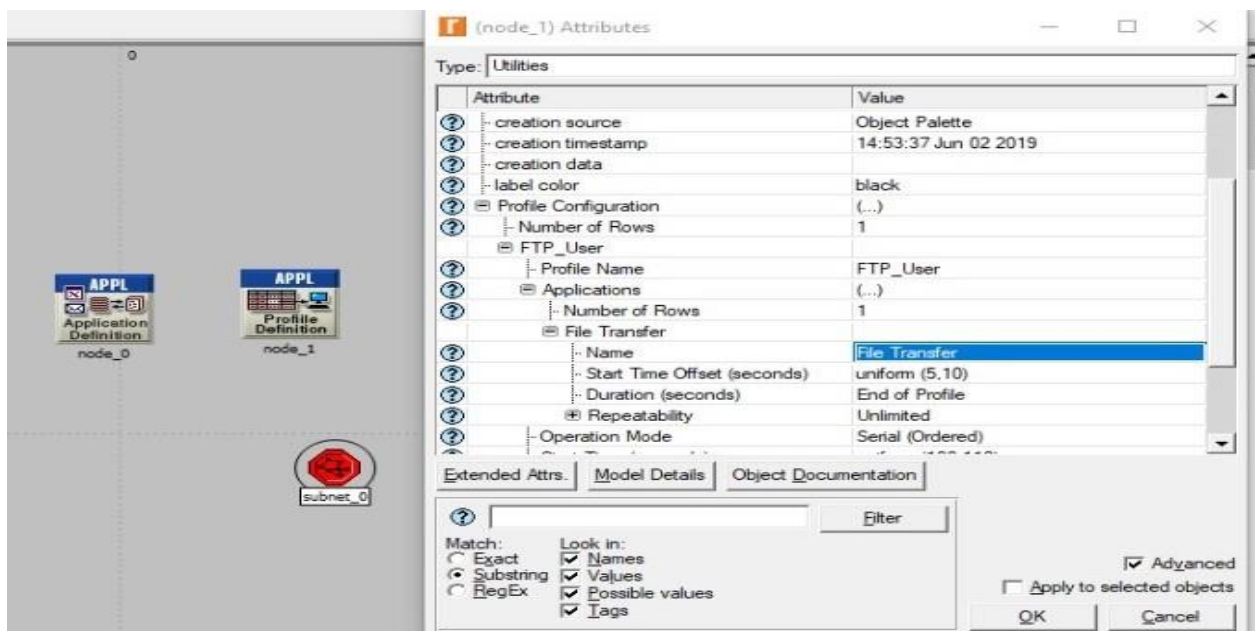 0
APPL
Application
Definition
node_0
APPL
Profile
Definition
node_1
subnet_0
(node_1) Attributes
Type: Utilities
Attribute Value
creation source Object Palette
creation timestamp 14:53:37 Jun 02 2019
creation data
label color black
Profile Configuration (...)
Number of Rows 1
FTP_User
Profile Name FTP_User
Applications (...)
Number of Rows 1
File Transfer
Name File Transfer
Start Time Offset (seconds) uniform (5,10)
Duration (seconds) End of Profile
Repeatability Unlimited
Operation Mode Serial (Ordered)
Extended Attrs. Model Details Object Documentation
Filter
Match: Look in:
Exact Names
Substring Values
RegEx Possible values
Tags
Advanced
Apply to selected objects
OK Cancel